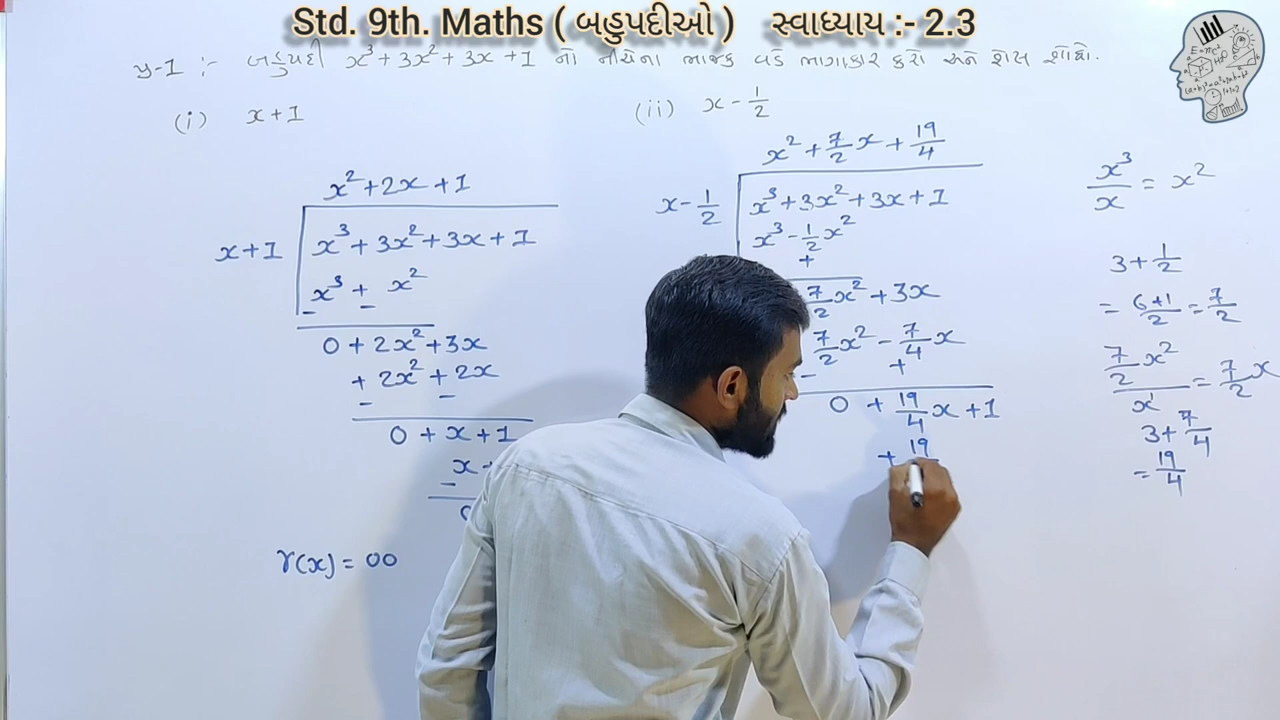 Std. 9th. Maths ( બહુપદીઓ ) સ્વાધ્યાય :- 2.3
પ્ર-1 :- બહુપદી x³ + 3x² + 3x + 1 નો નીચેના ભાજક વડે ભાગાકાર કરો અને શેષ શોધો.
(i) x + 1
x² + 2x + 1
x + 1 x³ + 3x² + 3x + 1
x³ + x²
- -
0 + 2x² + 3x
+ 2x² + 2x
- -
0 + x + 1
x +
-
r(x) = 00
(ii) x - 1/2
x² + 7/2 x + 19/4
x - 1/2 x³ + 3x² + 3x + 1
x³ - 1/2 x²
+
7/2 x² + 3x
7/2 x² - 7/4 x
- +
0 + 19/4 x + 1
+ 19
x³/x = x²
3 + 1/2
= 6+1/2 = 7/2
7/2 x² / x = 7/2 x
3 + 7/4
= 19/4